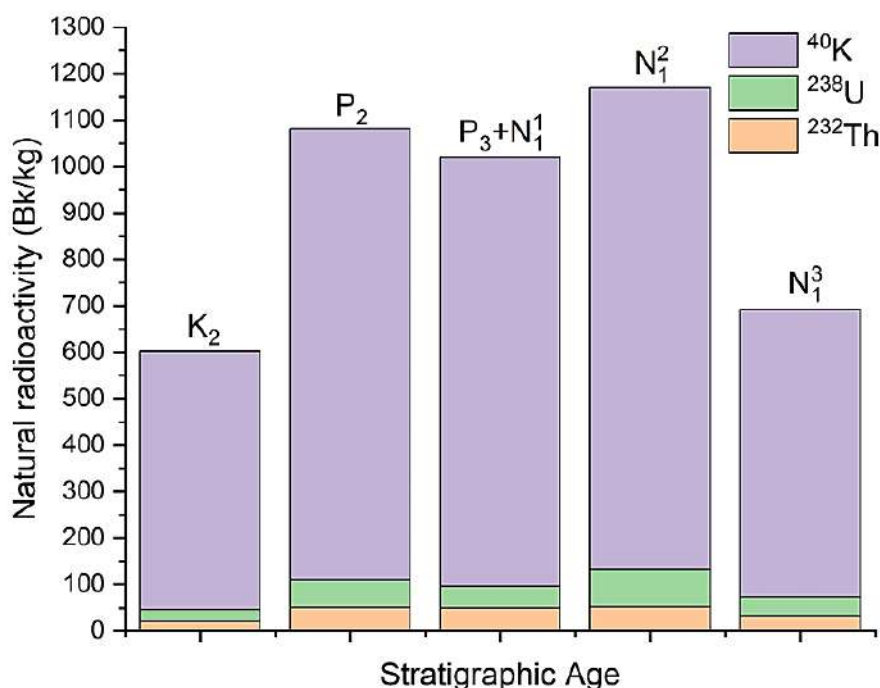 Natural radioactivity (Bk/kg)
1300
1200
1100
1000
900
800
700
600
500
400
300
200
100
0
K₂
P₂
P₃+N₁¹
N₁²
N₁³
⁴⁰K
²³⁸U
²³²Th
Stratigraphic Age